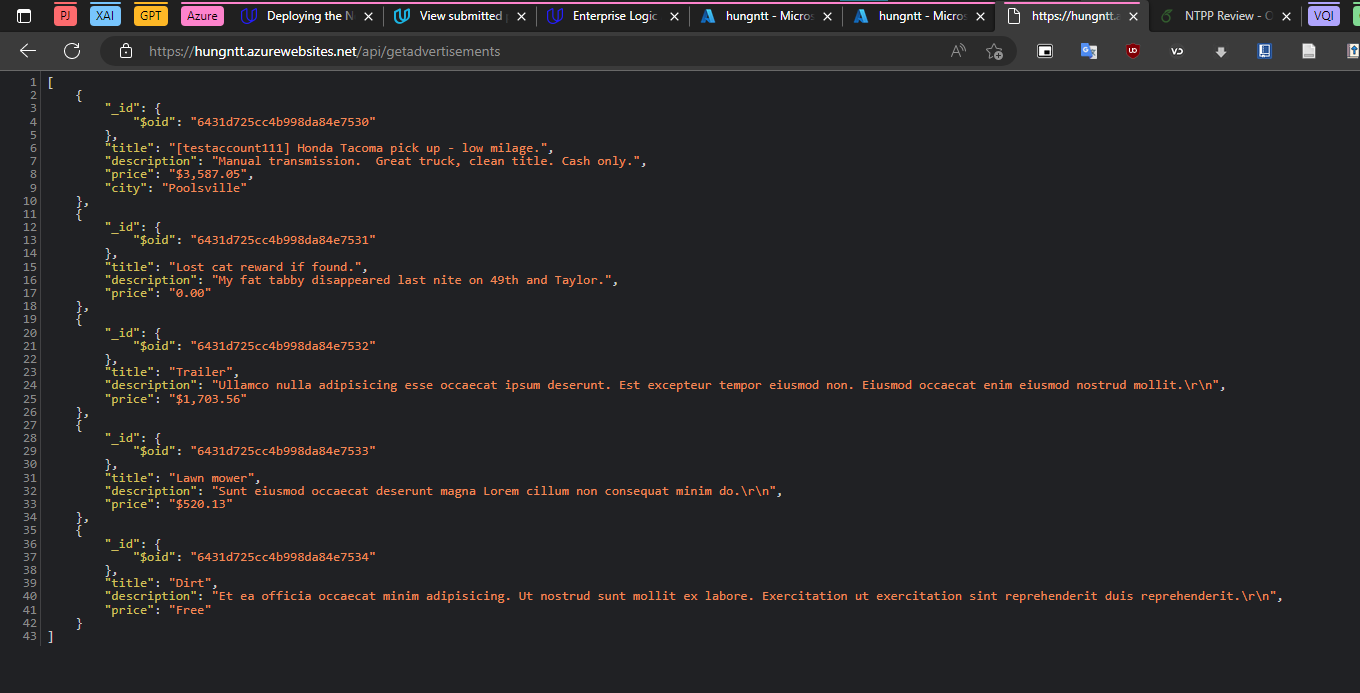 PJ XAI GPT Azure Deploying the N View submitted Enterprise Logic hungntt - Micros hungntt - Micros https://hungntt.a NTPP Review - O VQI
https://hungntt.azurewebsites.net/api/getadvertisements
1 [
2 {
3 "_id": {
4 "$oid": "6431d725cc4b998da84e7530"
5 },
6 "title": "[testaccount111] Honda Tacoma pick up - low milage.",
7 "description": "Manual transmission.  Great truck, clean title. Cash only.",
8 "price": "$3,587.05",
9 "city": "Poolsville"
10 },
11 {
12 "_id": {
13 "$oid": "6431d725cc4b998da84e7531"
14 },
15 "title": "Lost cat reward if found.",
16 "description": "My fat tabby disappeared last nite on 49th and Taylor.",
17 "price": "0.00"
18 },
19 {
20 "_id": {
21 "$oid": "6431d725cc4b998da84e7532"
22 },
23 "title": "Trailer",
24 "description": "Ullamco nulla adipisicing esse occaecat ipsum deserunt. Est excepteur tempor eiusmod non. Eiusmod occaecat enim eiusmod nostrud mollit.\r\n",
25 "price": "$1,703.56"
26 },
27 {
28 "_id": {
29 "$oid": "6431d725cc4b998da84e7533"
30 },
31 "title": "Lawn mower",
32 "description": "Sunt eiusmod occaecat deserunt magna Lorem cillum non consequat minim do.\r\n",
33 "price": "$520.13"
34 },
35 {
36 "_id": {
37 "$oid": "6431d725cc4b998da84e7534"
38 },
39 "title": "Dirt",
40 "description": "Et ea officia occaecat minim adipisicing. Ut nostrud sunt mollit ex labore. Exercitation ut exercitation sint reprehenderit duis reprehenderit.\r\n",
41 "price": "Free"
42 }
43 ]